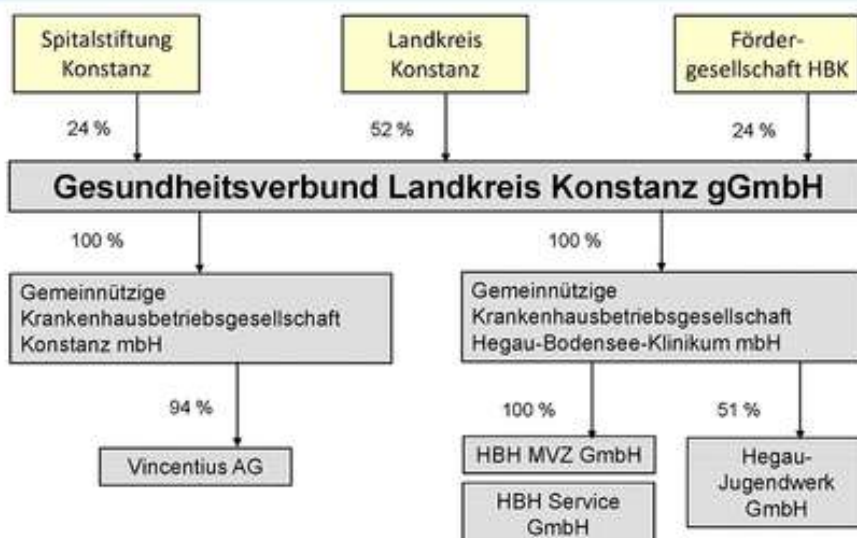 Spitalstiftung
Konstanz
Landkreis
Konstanz
Förder-
gesellschaft HBK
24 %
52 %
24 %
Gesundheitsverbund Landkreis Konstanz gGmbH
100 %
100 %
Gemeinnützige
Krankenhausbetriebsgesellschaft
Konstanz mbH
Gemeinnützige
Krankenhausbetriebsgesellschaft
Hegau-Bodensee-Klinikum mbH
94 %
100 %
51 %
Vincentius AG
HBH MVZ GmbH
HBH Service
GmbH
Hegau-
Jugendwerk
GmbH